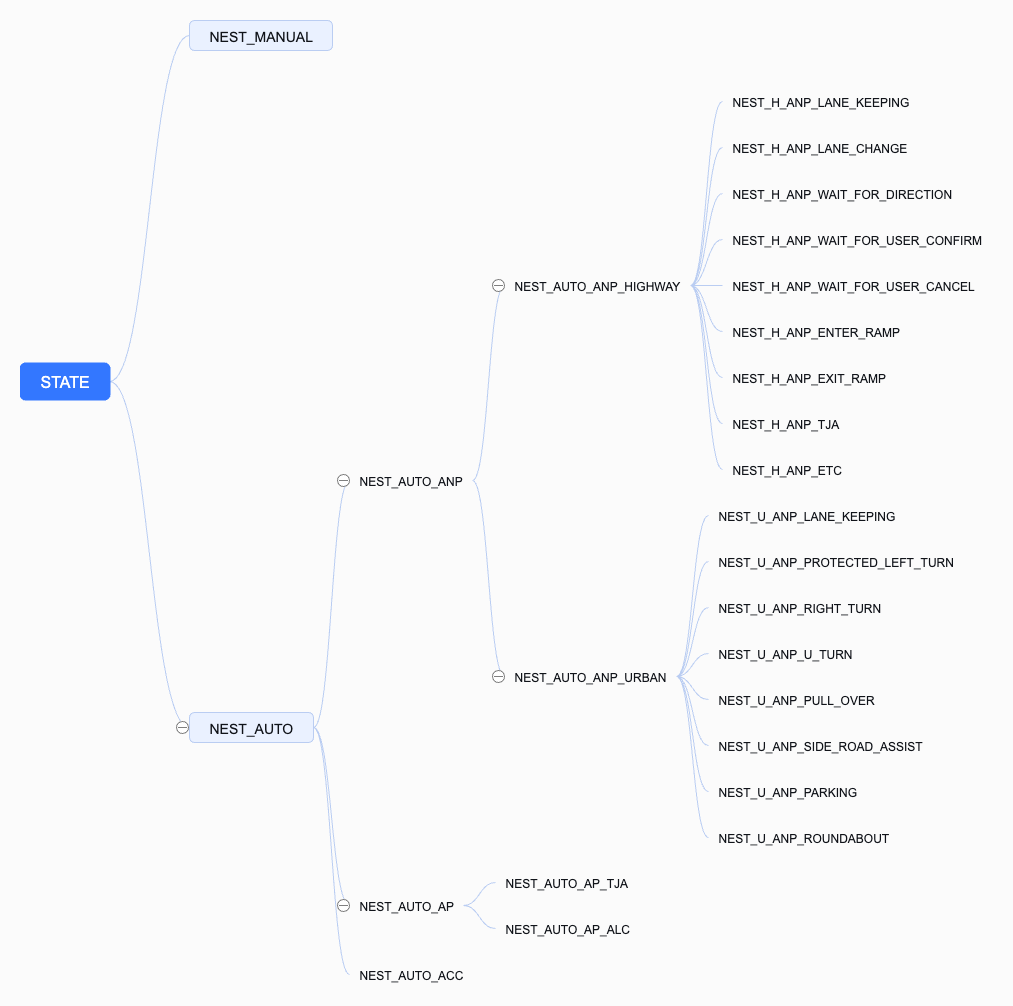 NEST_MANUAL
NEST_H_ANP_LANE_KEEPING
NEST_H_ANP_LANE_CHANGE
NEST_H_ANP_WAIT_FOR_DIRECTION
NEST_H_ANP_WAIT_FOR_USER_CONFIRM
NEST_AUTO_ANP_HIGHWAY
NEST_H_ANP_WAIT_FOR_USER_CANCEL
NEST_H_ANP_ENTER_RAMP
NEST_H_ANP_EXIT_RAMP
STATE
NEST_H_ANP_TJA
NEST_H_ANP_ETC
NEST_AUTO_ANP
NEST_U_ANP_LANE_KEEPING
NEST_U_ANP_PROTECTED_LEFT_TURN
NEST_U_ANP_RIGHT_TURN
NEST_U_ANP_U_TURN
NEST_AUTO_ANP_URBAN
NEST_U_ANP_PULL_OVER
NEST_AUTO
NEST_U_ANP_SIDE_ROAD_ASSIST
NEST_U_ANP_PARKING
NEST_U_ANP_ROUNDABOUT
NEST_AUTO_AP_TJA
NEST_AUTO_AP
NEST_AUTO_AP_ALC
NEST_AUTO_ACC